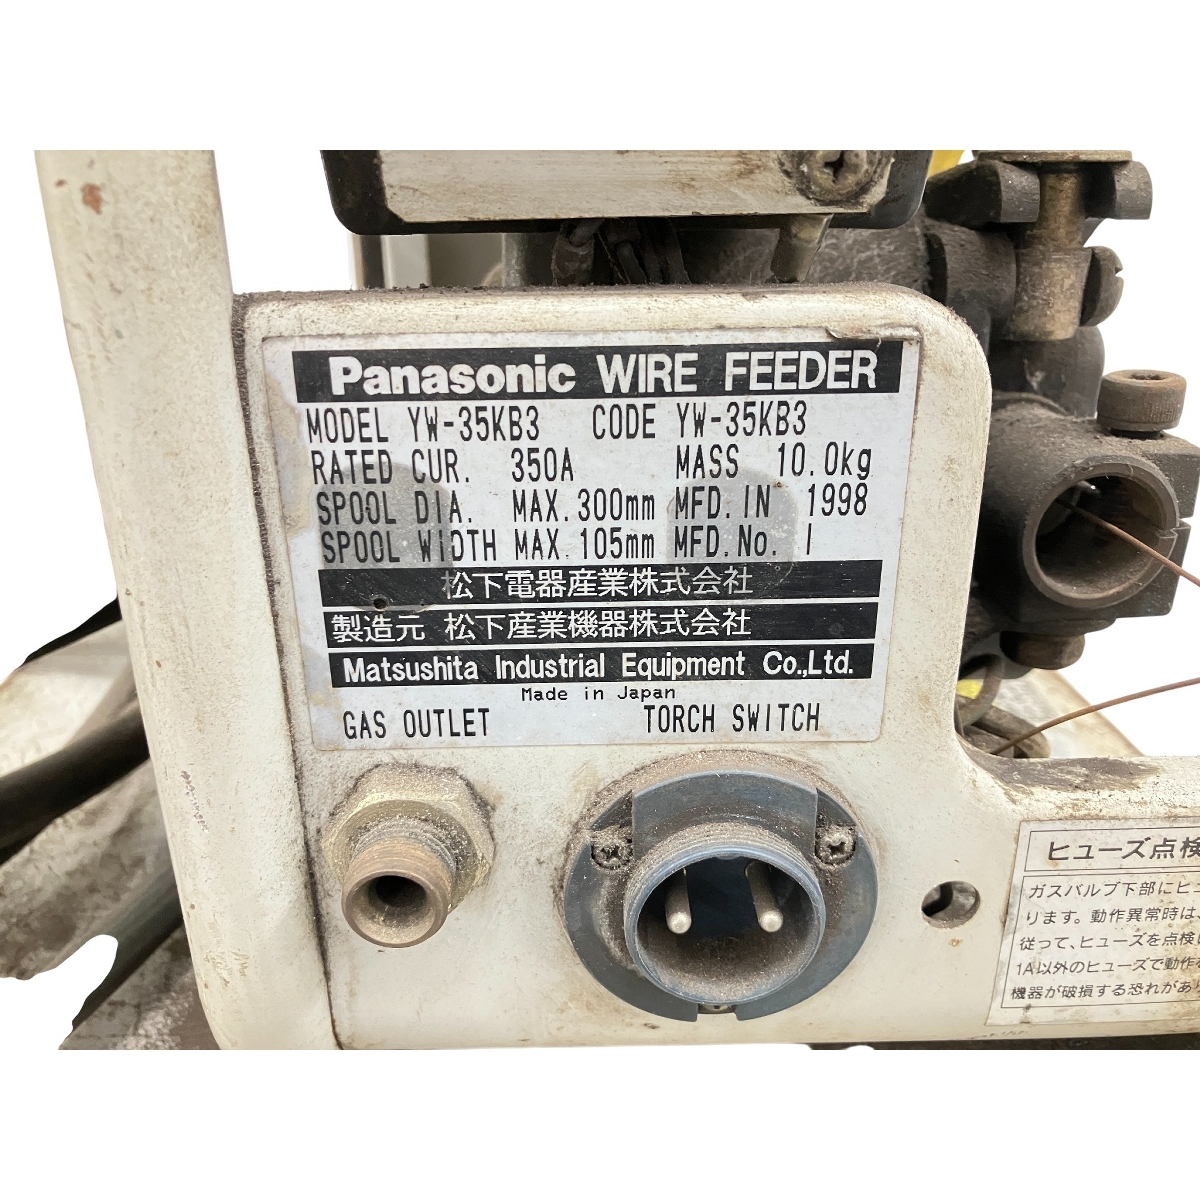 Panasonic WIRE FEEDER
MODEL YW-35KB3 CODE YW-35KB3
RATED CUR. 350A MASS 10.0kg
SPOOL DIA. MAX. 300mm MFD. IN 1998
SPOOL WIDTH MAX. 105mm MFD. No. I
松下電器産業株式会社
製造元 松下産業機器株式会社
Matsushita Industrial Equipment Co.,Ltd.
Made in Japan
GAS OUTLET TORCH SWITCH
ヒューズ点検
ガスバルブ下部にヒュ
ります。動作異常時は、
従って、ヒューズを点検
1A以外のヒューズで動作
機器が破損する恐れがあり